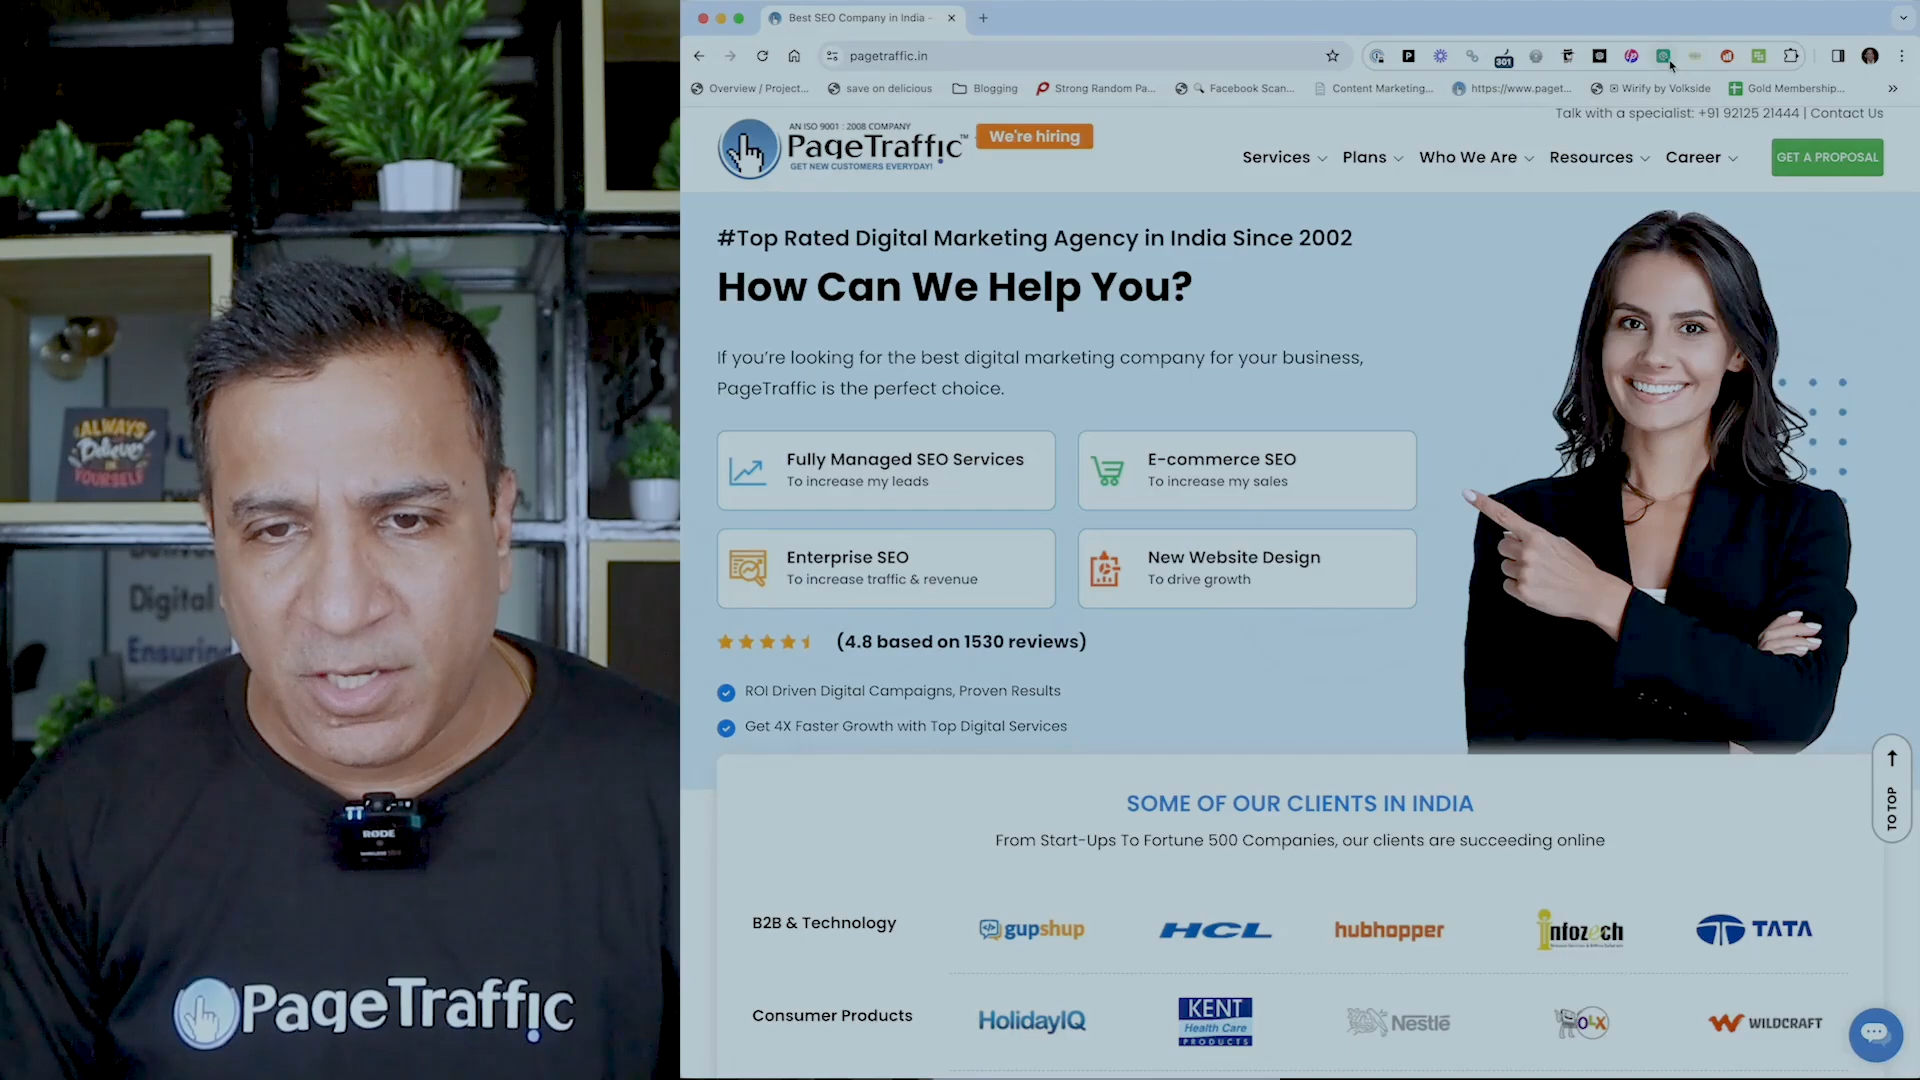 Best SEO Company in India -
pagetraffic.in
301
Overview / Project...
save on delicious
Blogging
Strong Random Pa...
Facebook Scan...
Content Marketing...
https://www.paget...
Wirify by Volkside
Gold Membership...
Talk with a specialist: +91 92125 21444 | Contact Us
AN ISO 9001 : 2008 COMPANY
PageTraffic™
GET NEW CUSTOMERS EVERYDAY!
We're hiring
Services
Plans
Who We Are
Resources
Career
GET A PROPOSAL
#Top Rated Digital Marketing Agency in India Since 2002
How Can We Help You?
If you’re looking for the best digital marketing company for your business,
PageTraffic is the perfect choice.
Fully Managed SEO Services
To increase my leads
E-commerce SEO
To increase my sales
Enterprise SEO
To increase traffic & revenue
New Website Design
To drive growth
(4.8 based on 1530 reviews)
ROI Driven Digital Campaigns, Proven Results
Get 4X Faster Growth with Top Digital Services
TO TOP
SOME OF OUR CLIENTS IN INDIA
From Start-Ups To Fortune 500 Companies, our clients are succeeding online
B2B & Technology
gupshup
HCL
hubhopper
infozech
TATA
Consumer Products
HolidayIQ
KENT
Health Care
PRODUCTS
Nestlé
OLX
WILDCRAFT
ALWAYS
Believe
IN
YOURSELF
Digital
Ensuring
RØDE
PageTraffic